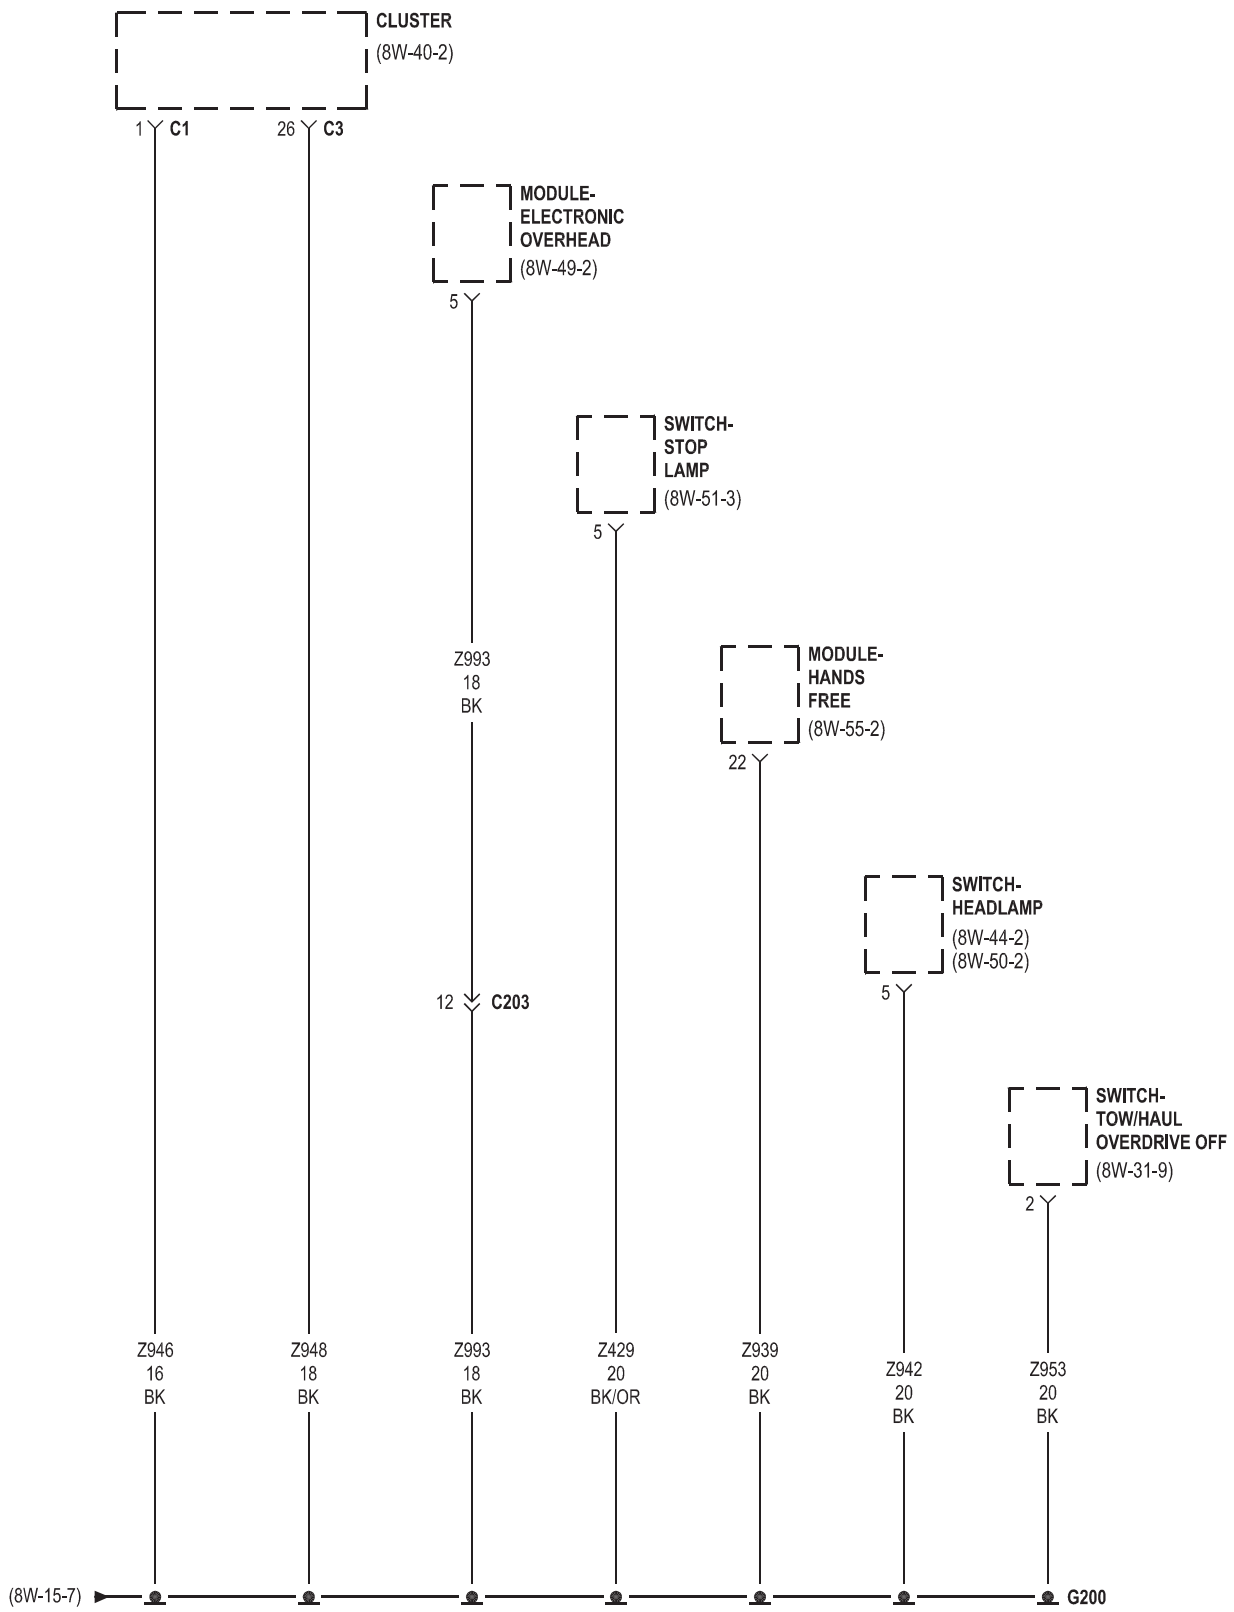 CLUSTER
(8W-40-2)
1 C1
26 C3
MODULE-
ELECTRONIC
OVERHEAD
(8W-49-2)
5
SWITCH-
STOP
LAMP
(8W-51-3)
5
Z993
18
BK
MODULE-
HANDS
FREE
(8W-55-2)
22
SWITCH-
HEADLAMP
(8W-44-2)
(8W-50-2)
5
12 C203
SWITCH-
TOW/HAUL
OVERDRIVE OFF
(8W-31-9)
2
Z946
16
BK
Z948
18
BK
Z993
18
BK
Z429
20
BK/OR
Z939
20
BK
Z942
20
BK
Z953
20
BK
(8W-15-7)
G200